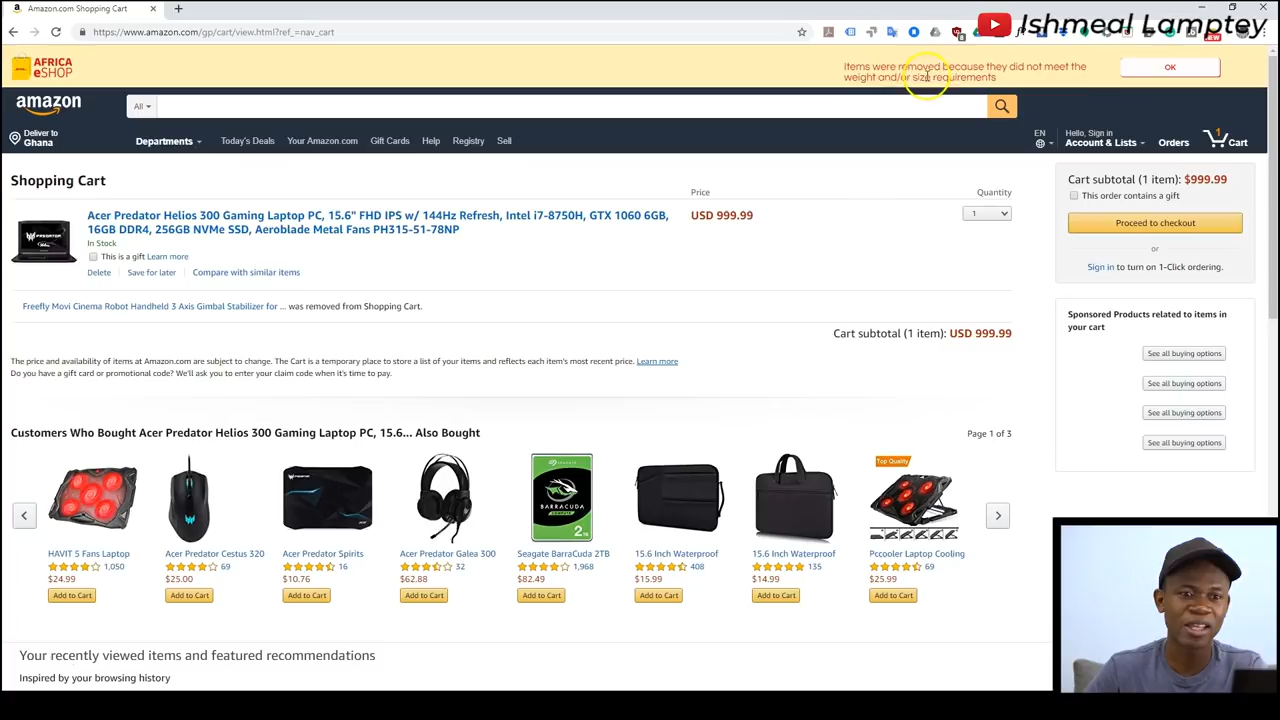 Amazon.com Shopping Cart
https://www.amazon.com/gp/cart/view.html?ref_=nav_cart
Ishmeal Lamptey
AFRICA
eSHOP
Items were removed because they did not meet the
weight and/or size requirements
OK
amazon
All
Deliver to
Ghana
Departments
Today's Deals
Your Amazon.com
Gift Cards
Help
Registry
Sell
EN
Hello, Sign in
Account & Lists
Orders
1
Cart
Shopping Cart
Price
Quantity
Acer Predator Helios 300 Gaming Laptop PC, 15.6" FHD IPS w/ 144Hz Refresh, Intel i7-8750H, GTX 1060 6GB,
16GB DDR4, 256GB NVMe SSD, Aeroblade Metal Fans PH315-51-78NP
USD 999.99
1
In Stock
This is a gift Learn more
Delete
Save for later
Compare with similar items
Freefly Movi Cinema Robot Handheld 3 Axis Gimbal Stabilizer for ... was removed from Shopping Cart.
Cart subtotal (1 item): USD 999.99
The price and availability of items at Amazon.com are subject to change. The Cart is a temporary place to store a list of your items and reflects each item's most recent price. Learn more
Do you have a gift card or promotional code? We'll ask you to enter your claim code when it's time to pay.
Cart subtotal (1 item): $999.99
This order contains a gift
Proceed to checkout
or
Sign in to turn on 1-Click ordering.
Sponsored Products related to items in
your cart
See all buying options
See all buying options
See all buying options
See all buying options
Customers Who Bought Acer Predator Helios 300 Gaming Laptop PC, 15.6... Also Bought
Page 1 of 3
PREDATOR
SEAGATE
BARRACUDA
2TB
Top Quality
HAVIT 5 Fans Laptop
1,050
$24.99
Add to Cart
Acer Predator Cestus 320
69
$25.00
Add to Cart
Acer Predator Spirits
16
$10.76
Add to Cart
Acer Predator Galea 300
32
$62.88
Add to Cart
Seagate BarraCuda 2TB
1,968
$82.49
Add to Cart
15.6 Inch Waterproof
408
$15.99
Add to Cart
15.6 Inch Waterproof
135
$14.99
Add to Cart
Pccooler Laptop Cooling
69
$25.99
Add to Cart
Your recently viewed items and featured recommendations
Inspired by your browsing history